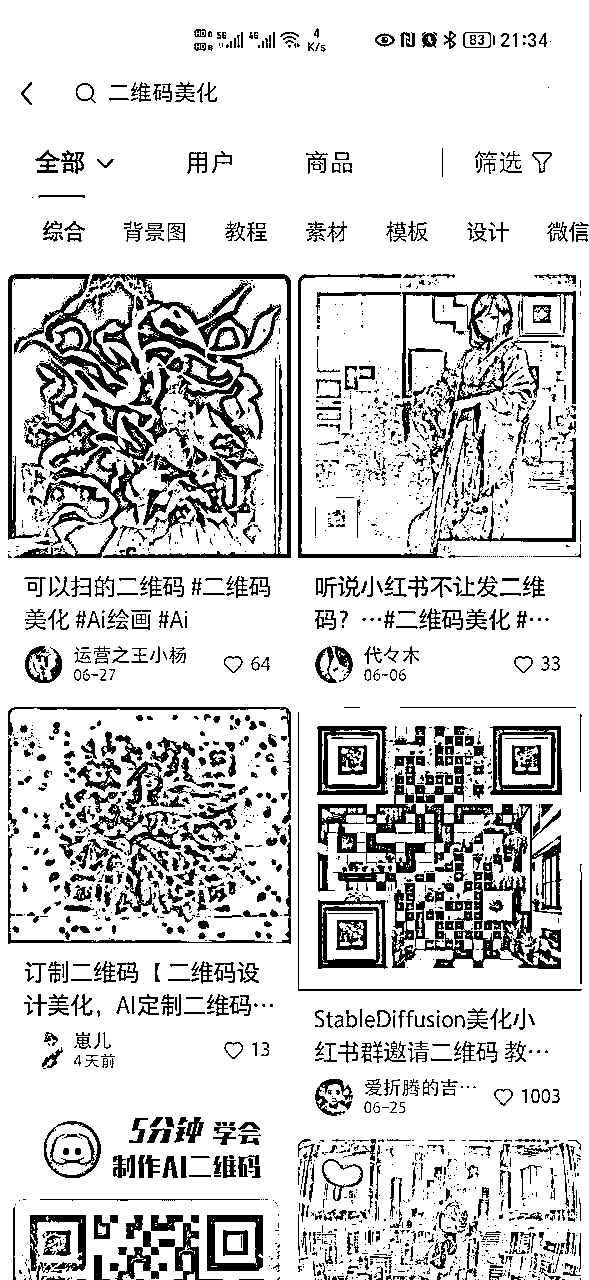 HD 5G 4G 4 K/s 83 21:34
二维码美化
全部 用户 商品 筛选
综合 背景图 教程 素材 模板 设计 微信
可以扫的二维码 #二维码
美化 #Ai绘画 #Ai
运营之王小杨 64
06-27
听说小红书不让发二维
码？…#二维码美化 #…
代々木 33
06-06
订制二维码【 二维码设
计美化，AI定制二维码…
崽儿 13
4天前
StableDiffusion美化小
红书群邀请二维码 教…
爱折腾的吉… 1003
06-25
5分钟 学会
制作AI二维码